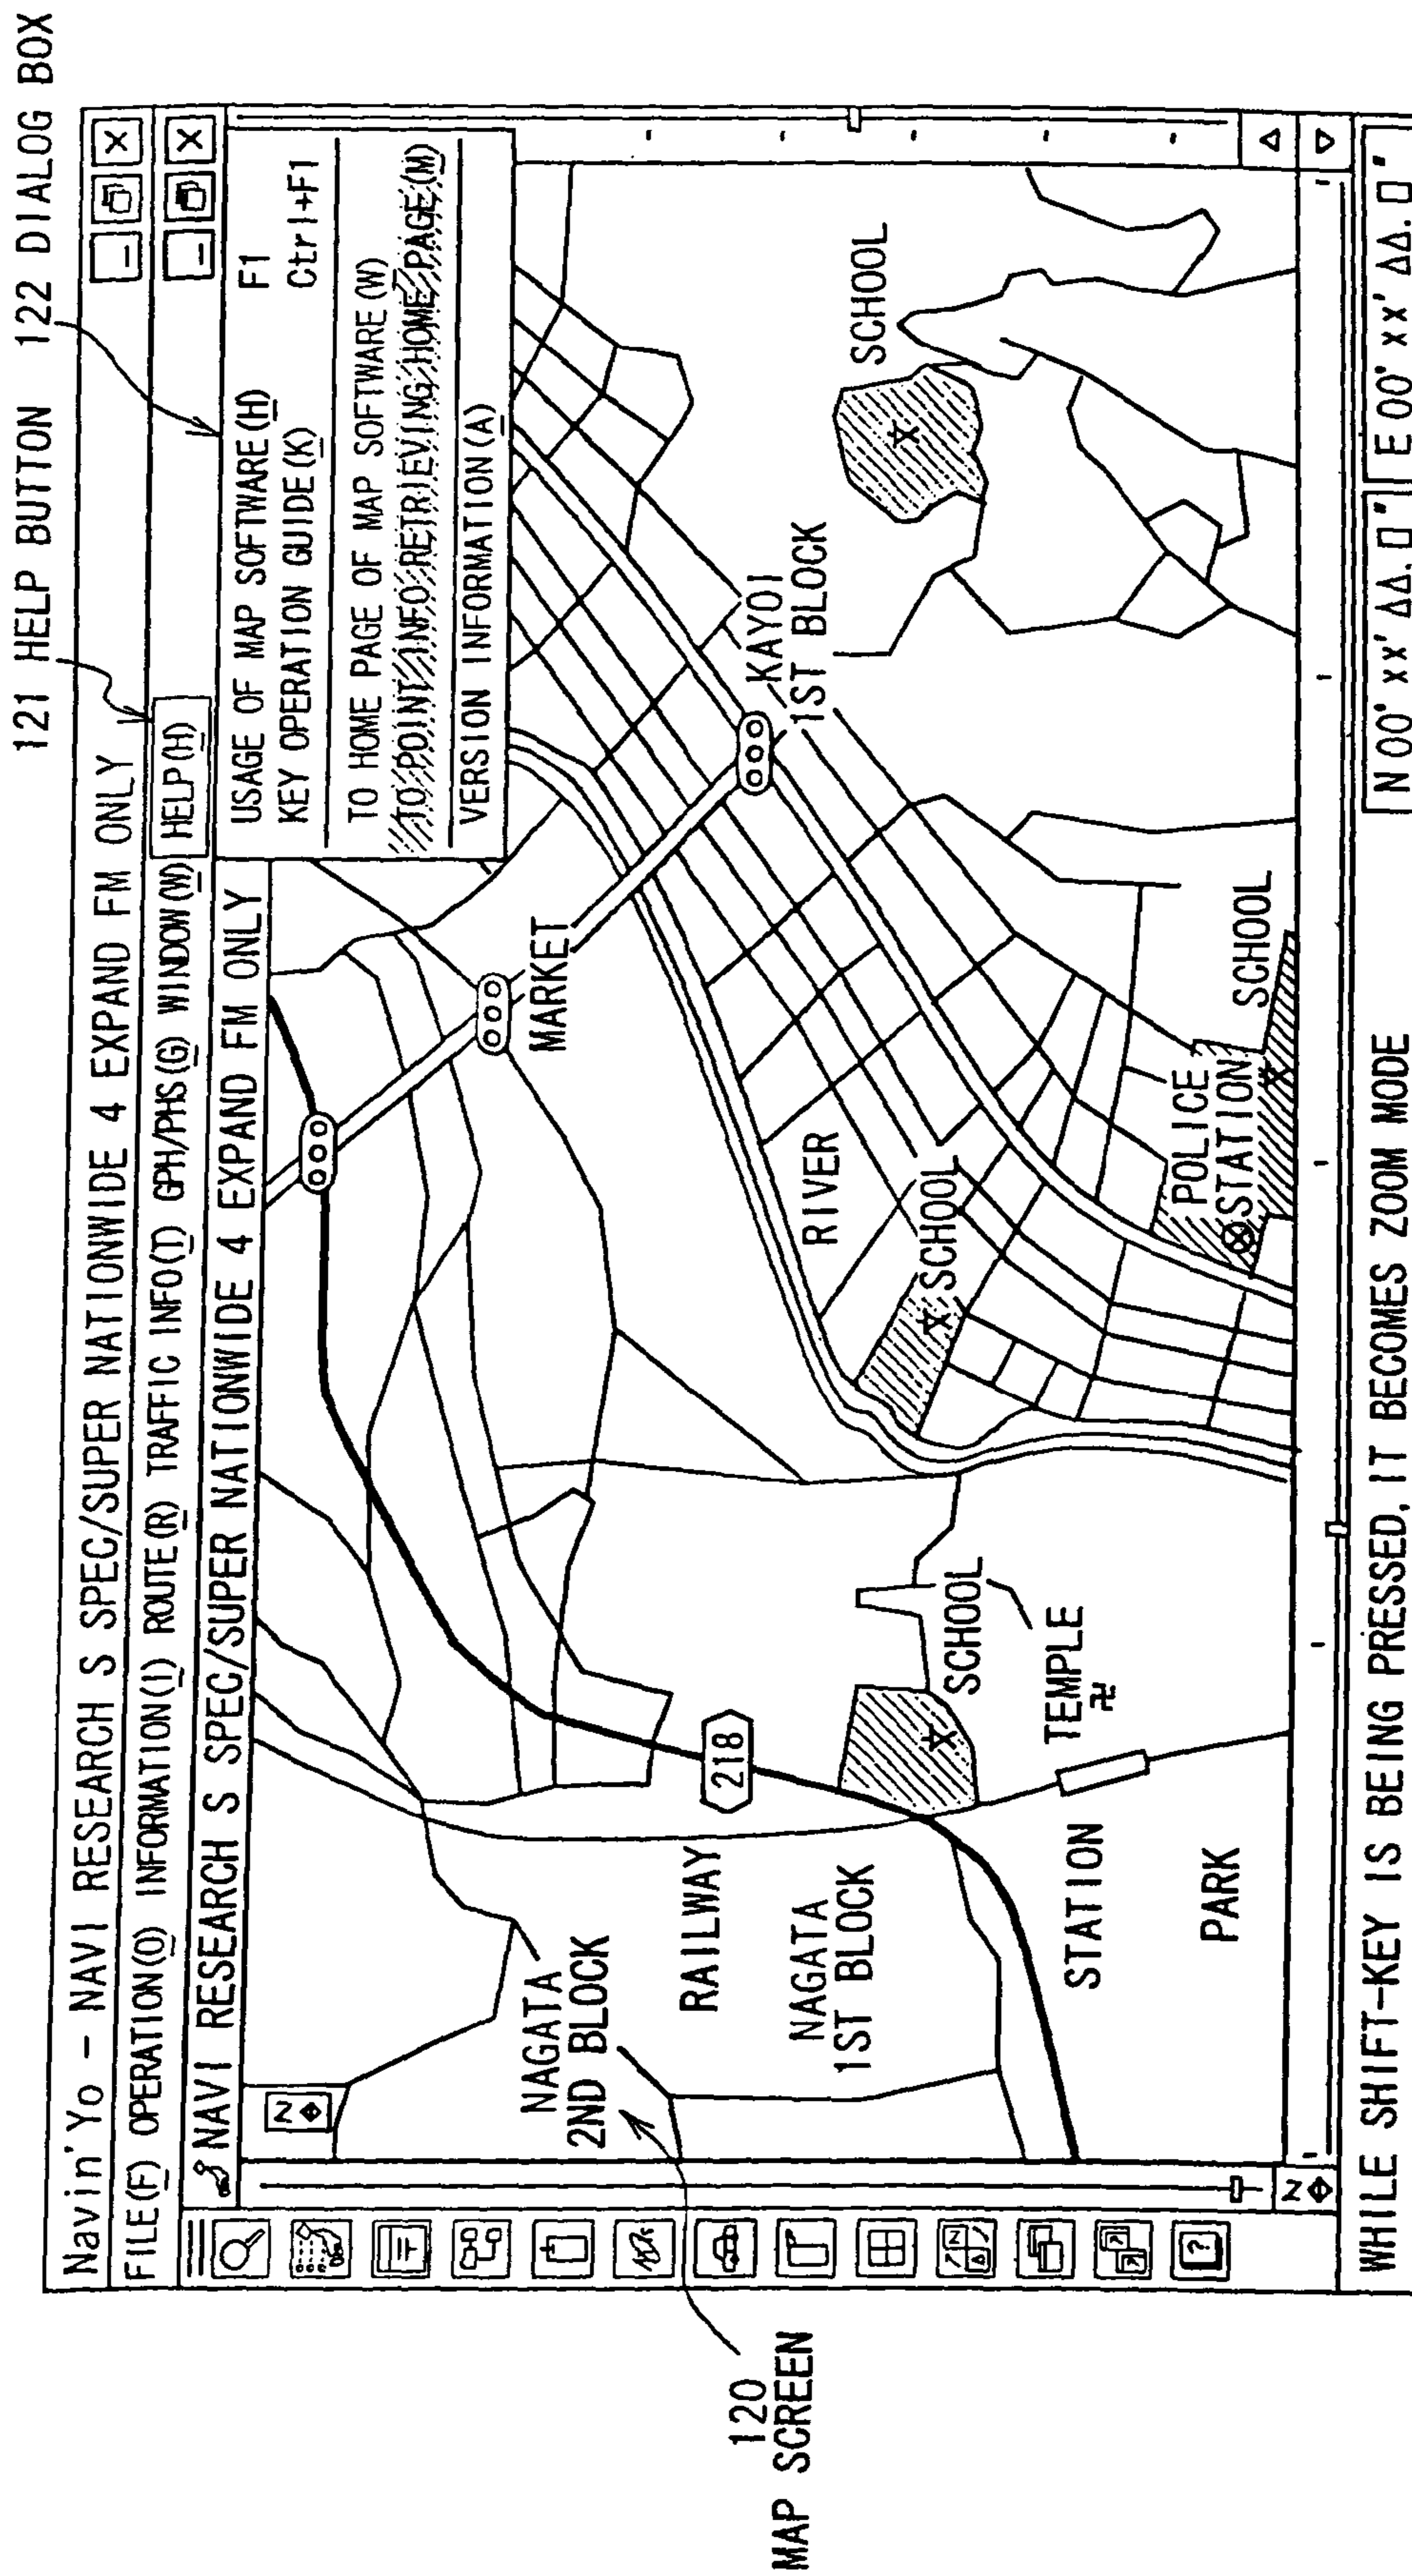 121 HELP BUTTON 122 DIALOG BOX
Navin'Yo - NAVI RESEARCH S SPEC/SUPER NATIONWIDE 4 EXPAND FM ONLY
FILE(F) OPERATION(O) INFORMATION(I) ROUTE(R) TRAFFIC INFO(T) GPH/PHS(G) WINDOW(W) HELP(H)
NAVI RESEARCH S SPEC/SUPER NATIONWIDE 4 EXPAND FM ONLY
USAGE OF MAP SOFTWARE(H) F1
KEY OPERATION GUIDE(K) Ctrl+F1
TO HOME PAGE OF MAP SOFTWARE(W)
TO POINT INFO RETRIEVING HOME PAGE(M)
VERSION INFORMATION(A)
N
MARKET
NAGATA
2ND BLOCK
RAILWAY
218
KAYOI
1ST BLOCK
SCHOOL
NAGATA
1ST BLOCK
RIVER
SCHOOL
SCHOOL
TEMPLE
卍
STATION
POLICE
STATION
SCHOOL
PARK
N
?
120
MAP SCREEN
WHILE SHIFT-KEY IS BEING PRESSED, IT BECOMES ZOOM MODE
N 00° xx' ΔΔ.□" E 00° xx' ΔΔ.□"